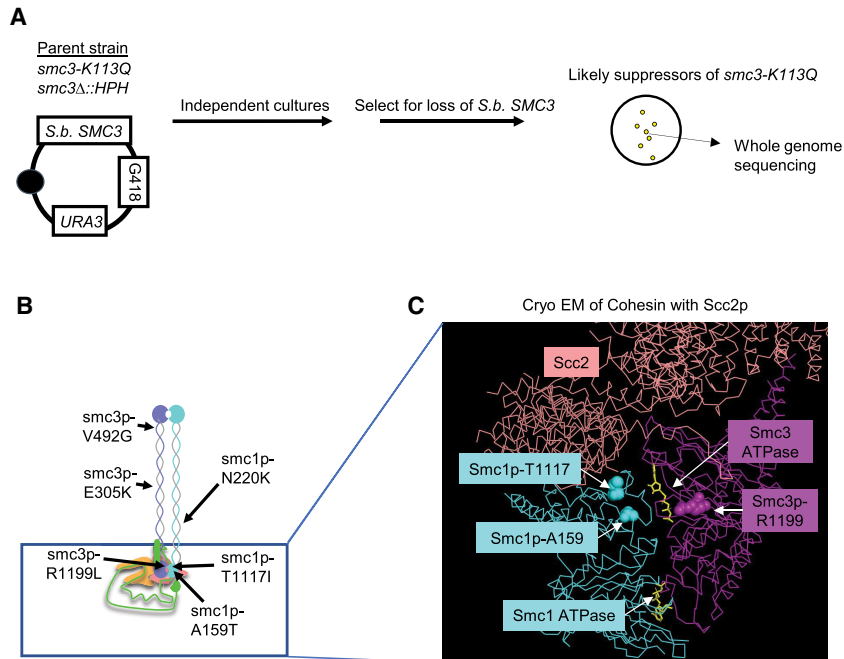 A
Parent strain
smc3-K113Q
smc3Δ::HPH
S.b. SMC3
G418
URA3
Independent cultures
Select for loss of S.b. SMC3
Likely suppressors of smc3-K113Q
Whole genome
sequencing
B
smc3p-
V492G
smc3p-
E305K
smc1p-
N220K
smc3p-
R1199L
smc1p-
T1117I
smc1p-
A159T
C
Cryo EM of Cohesin with Scc2p
Scc2
Smc1p-T1117
Smc1p-A159
Smc1 ATPase
Smc3
ATPase
Smc3p-
R1199